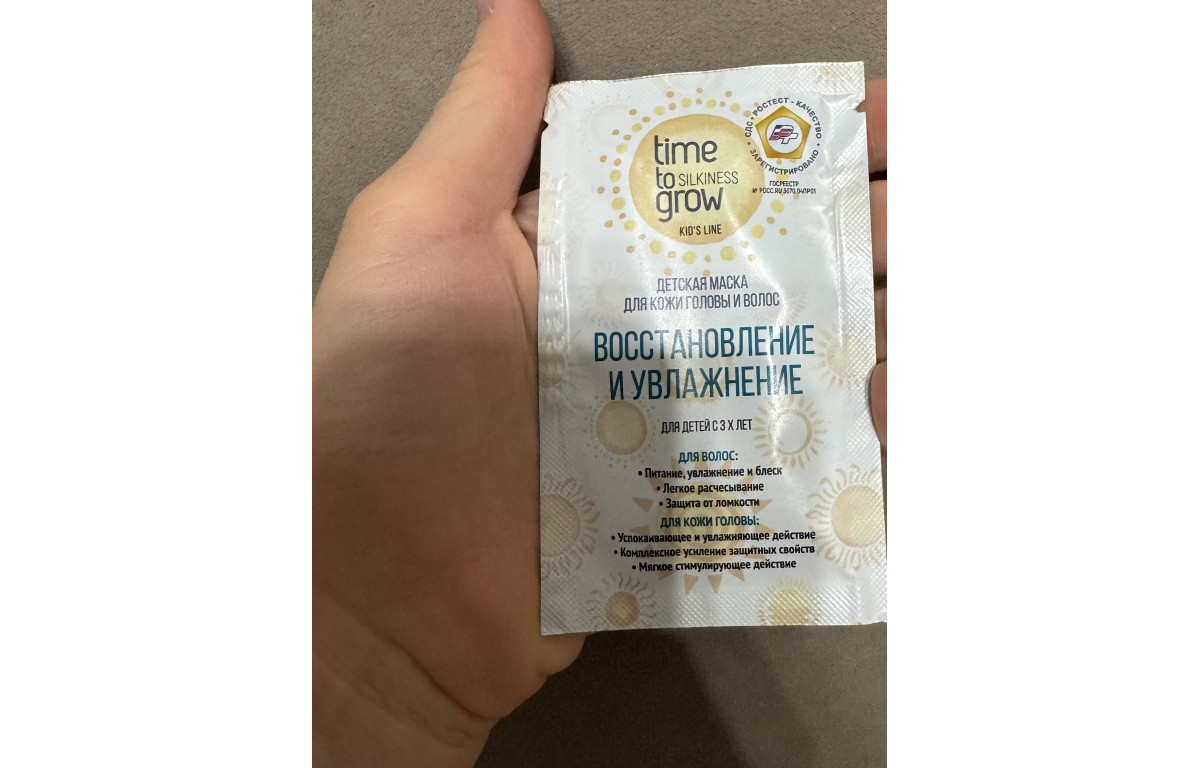 time
to SILKINESS
grow
KID'S LINE
СДС • РОСТЕСТ - КАЧЕСТВО • ЗАРЕГИСТРИРОВАНО •
ГОСРЕЕСТР
ДЕТСКАЯ МАСКА
ДЛЯ КОЖИ ГОЛОВЫ И ВОЛОС
ВОССТАНОВЛЕНИЕ
И УВЛАЖНЕНИЕ
ДЛЯ ДЕТЕЙ С 3 Х ЛЕТ
ДЛЯ ВОЛОС:
• Питание, увлажнение и блеск
• Легкое расчесывание
• Защита от ломкости
ДЛЯ КОЖИ ГОЛОВЫ:
• Успокаивающее и увлажняющее действие
• Комплексное усиление защитных свойств
• Мягкое стимулирующее действие